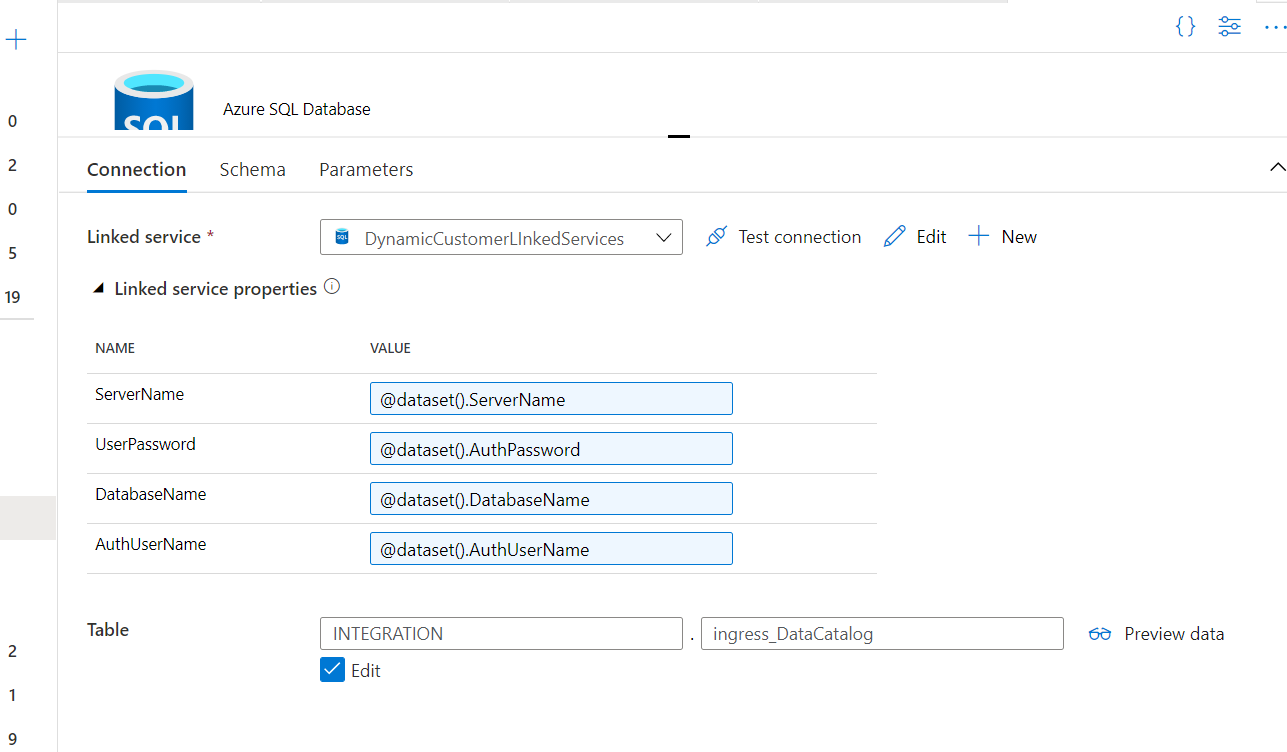 {}
...
SQL
Azure SQL Database
Connection Schema Parameters
Linked service * SQL DynamicCustomerLInkedServices Test connection Edit New
Linked service properties
NAME VALUE
ServerName @dataset().ServerName
UserPassword @dataset().AuthPassword
DatabaseName @dataset().DatabaseName
AuthUserName @dataset().AuthUserName
Table INTEGRATION . ingress_DataCatalog Preview data
Edit
0
2
0
5
19
2
1
9